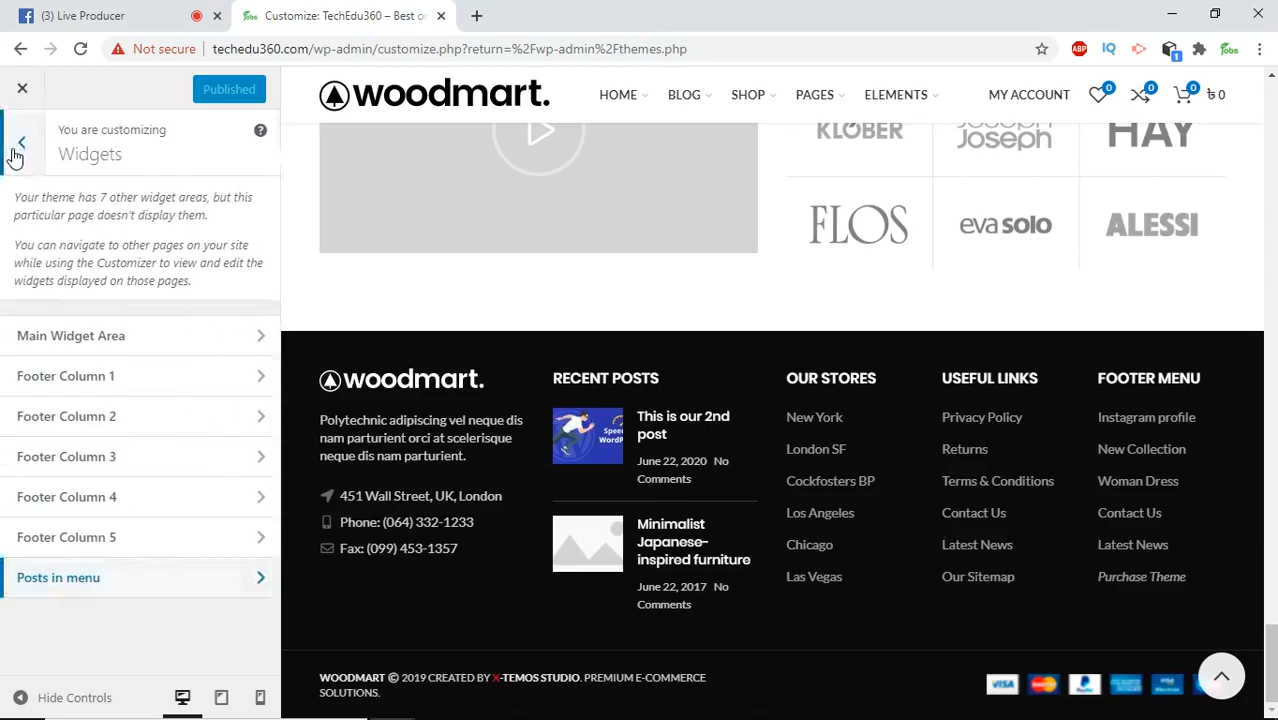 (3) Live Producer
Customize: TechEdu360 – Best on
Not secure
techedu360.com/wp-admin/customize.php?return=%2Fwp-admin%2Fthemes.php
ABP
IQ
1
fobs
Published
You are customizing
Widgets
Your theme has 7 other widget areas, but this
particular page doesn't display them.
You can navigate to other pages on your site
while using the Customizer to view and edit the
widgets displayed on those pages.
Main Widget Area
Footer Column 1
Footer Column 2
Footer Column 3
Footer Column 4
Footer Column 5
Posts in menu
Hide Controls
woodmart.
HOME
BLOG
SHOP
PAGES
ELEMENTS
MY ACCOUNT
0
0
0
৳ 0
KLÖBER
Joseph
Joseph
HAY
FLOS
eva solo
ALESSI
woodmart.
Polytechnic adipiscing vel neque dis
nam parturient orci at scelerisque
neque dis nam parturient.
451 Wall Street, UK, London
Phone: (064) 332-1233
Fax: (099) 453-1357
RECENT POSTS
This is our 2nd
post
June 22, 2020 No
Comments
Minimalist
Japanese-
inspired furniture
June 22, 2017 No
Comments
OUR STORES
New York
London SF
Cockfosters BP
Los Angeles
Chicago
Las Vegas
USEFUL LINKS
Privacy Policy
Returns
Terms & Conditions
Contact Us
Latest News
Our Sitemap
FOOTER MENU
Instagram profile
New Collection
Woman Dress
Contact Us
Latest News
Purchase Theme
WOODMART © 2019 CREATED BY X-TEMOS STUDIO. PREMIUM E-COMMERCE
SOLUTIONS.
VISA
PayPal